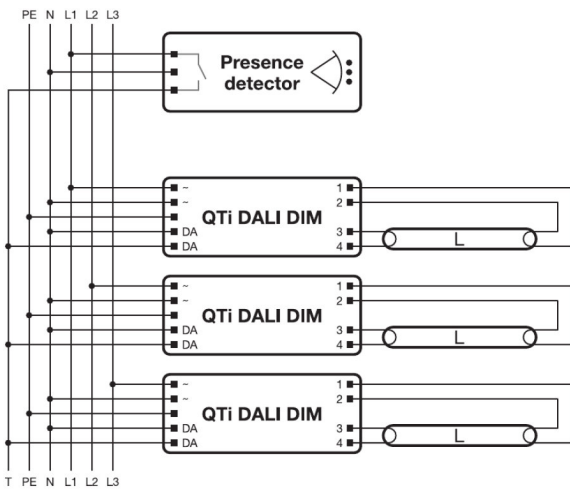 PE N L1 L2 L3
Presence
detector
~ 1
~ 2
QTi DALI DIM
DA 3 L
DA 4
~ 1
~ 2
QTi DALI DIM
DA 3 L
DA 4
~ 1
~ 2
QTi DALI DIM
DA 3 L
DA 4
T PE N L1 L2 L3